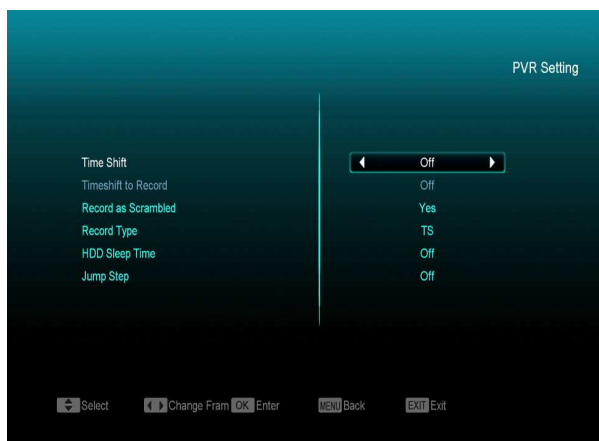 PVR Setting
Time Shift Off
Timeshift to Record Off
Record as Scrambled Yes
Record Type TS
HDD Sleep Time Off
Jump Step Off
Select Change Fram OK Enter MENU Back EXIT Exit